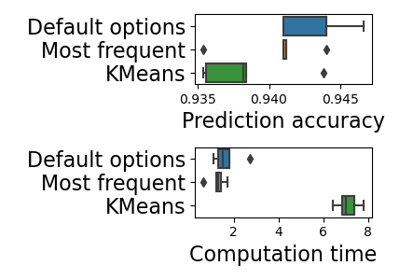 Default options
Most frequent
KMeans
0.935 0.940 0.945
Prediction accuracy
Default options
Most frequent
KMeans
2 4 6 8
Computation time